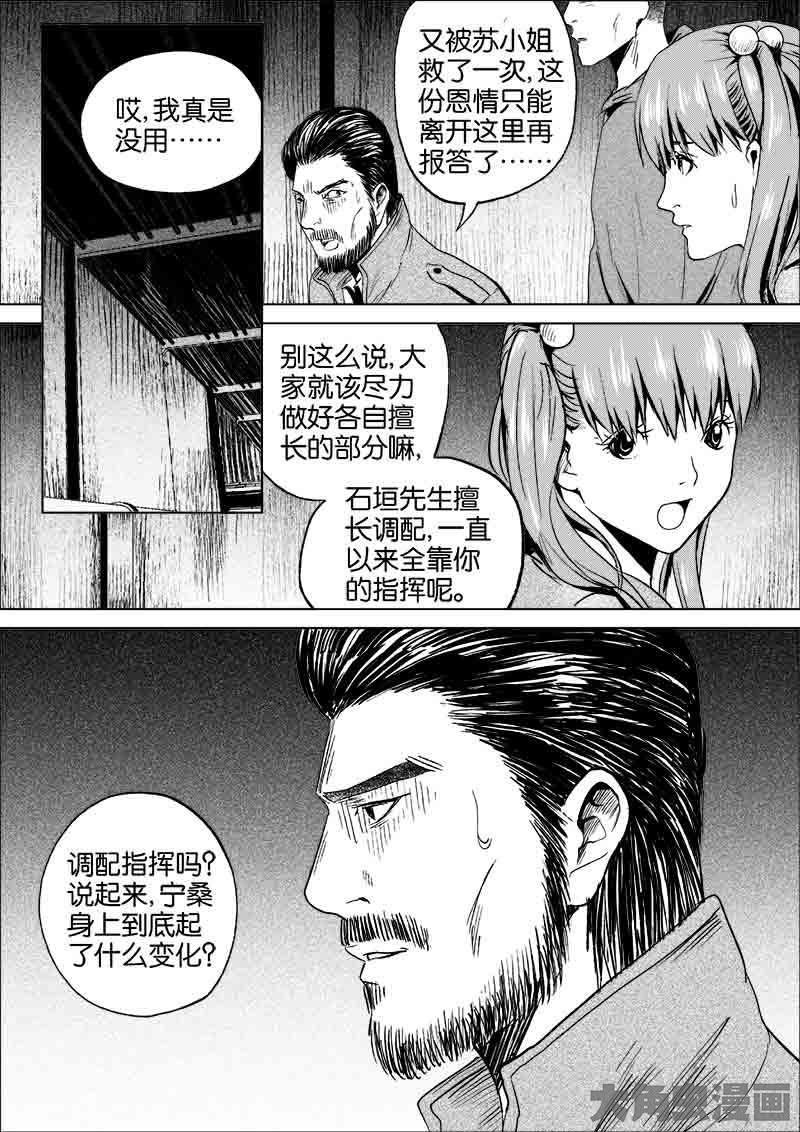 哎,我真是
没用……
又被苏小姐
救了一次,这
份恩情只能
离开这里再
报答了……
别这么说,大
家就该尽力
做好各自擅
长的部分嘛,
石垣先生擅
长调配,一直
以来全靠你
的指挥呢。
调配指挥吗?
说起来,宁桑
身上到底起
了什么变化?
大角虫漫画